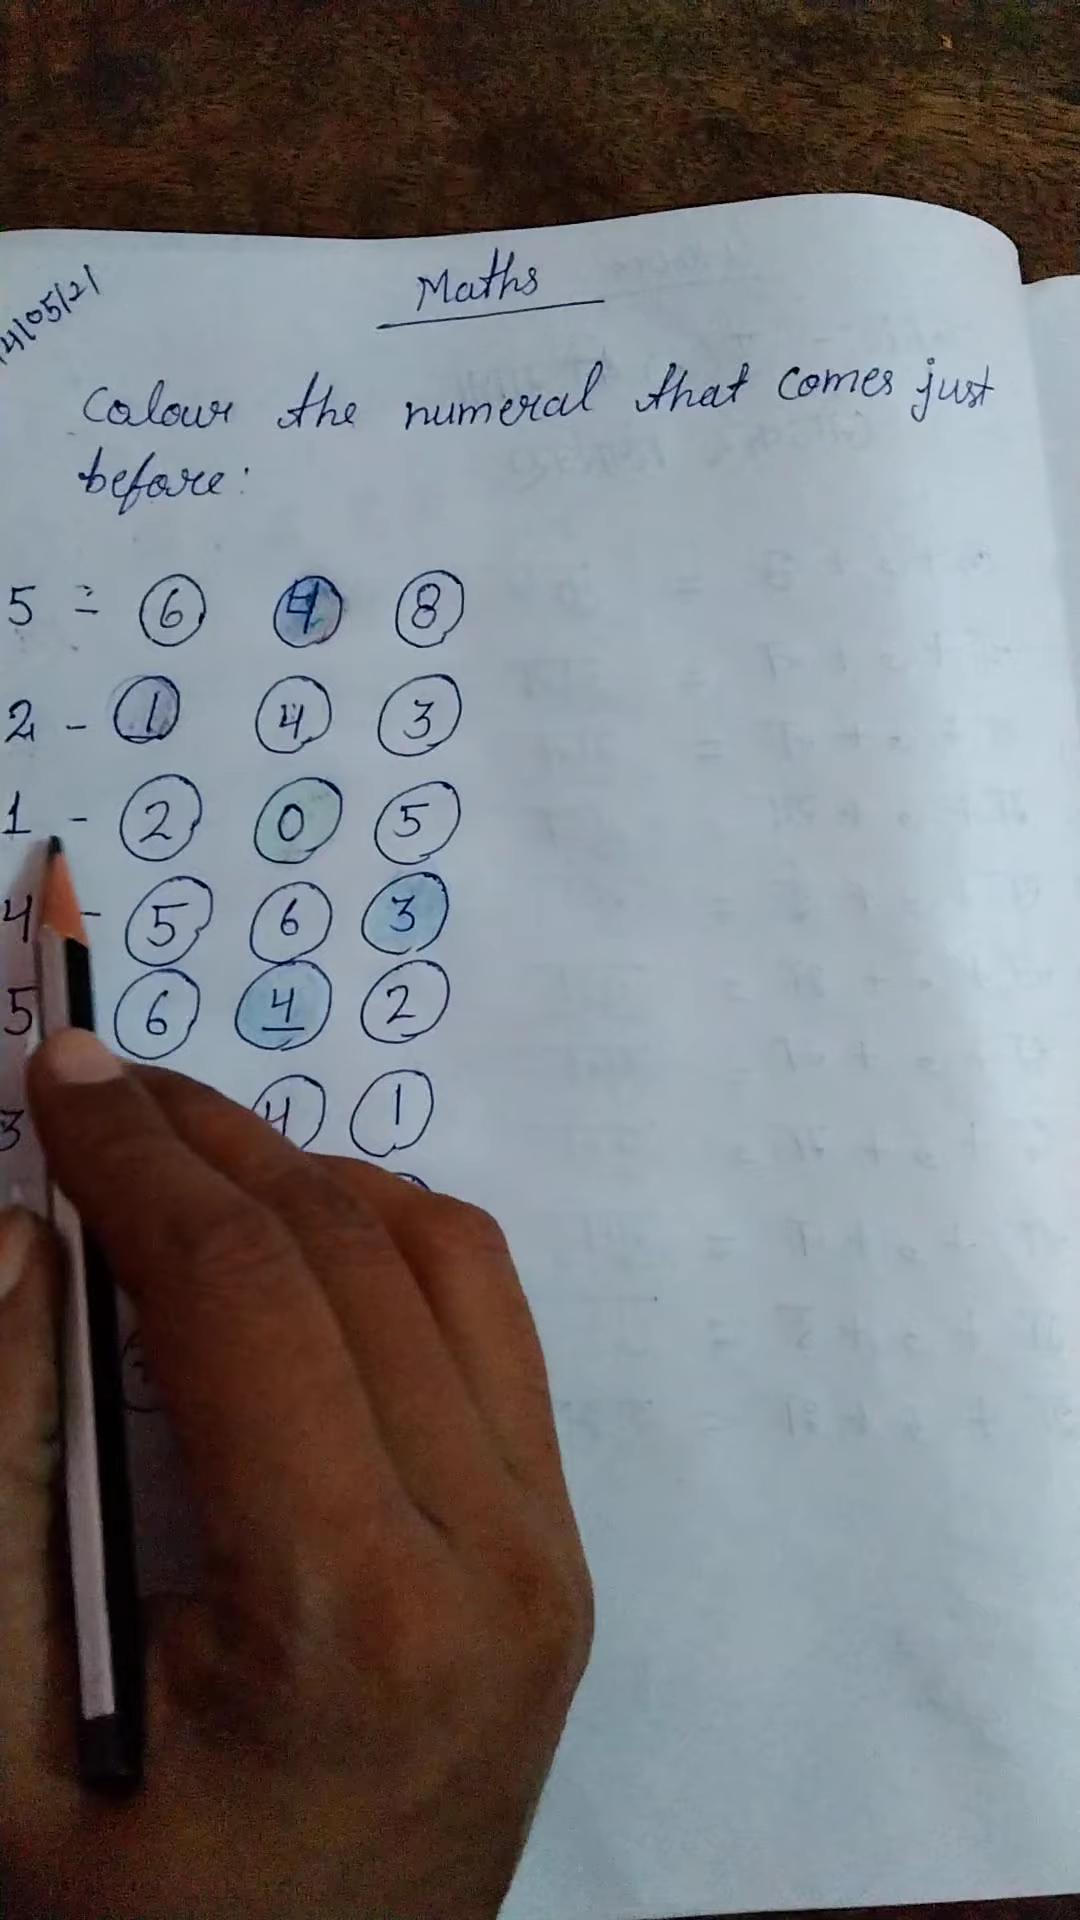 4/05/21
Maths
Colour the numeral that comes just
before:
5 = 6 4 8
2 - 1 4 3
1 - 2 0 5
4 - 5 6 3
5 6 4 2
3 4 1